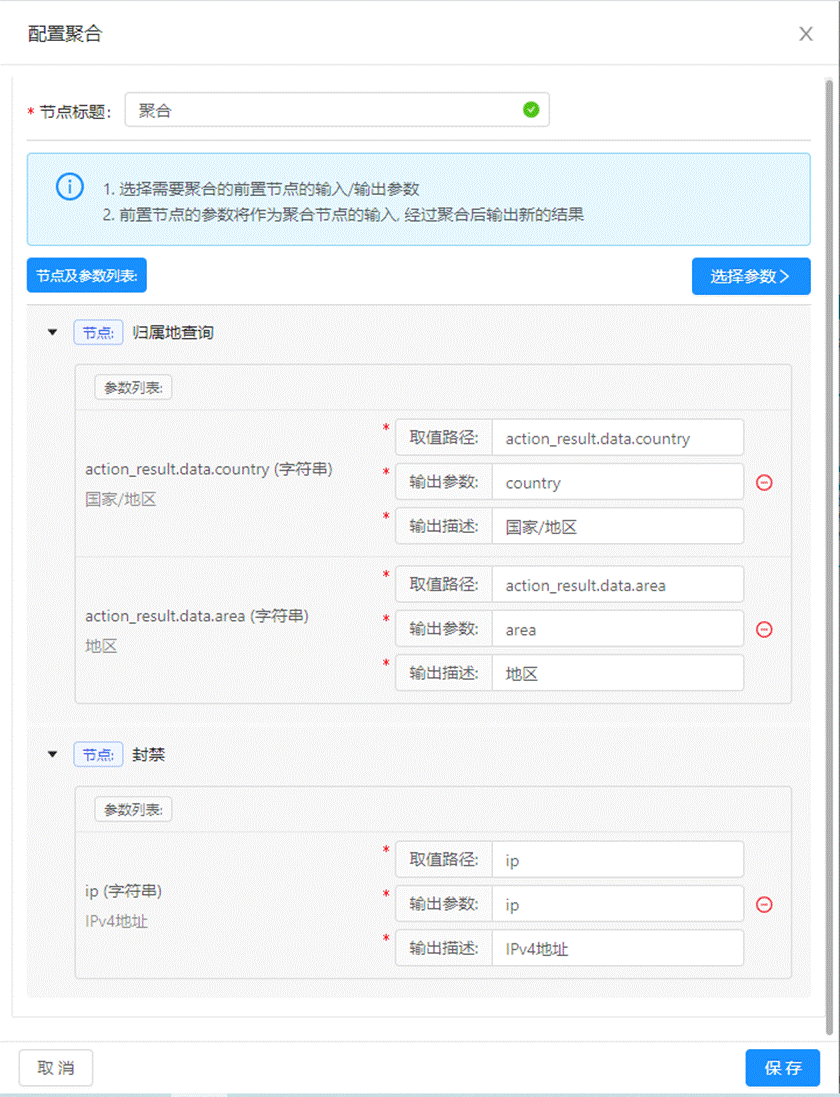 配置聚合
* 节点标题: 聚合
1. 选择需要聚合的前置节点的输入/输出参数
2. 前置节点的参数将作为聚合节点的输入, 经过聚合后输出新的结果
节点及参数列表: 选择参数
节点: 归属地查询
参数列表:
* 取值路径: action_result.data.country
action_result.data.country (字符串)
* 输出参数: country
国家/地区
* 输出描述: 国家/地区
* 取值路径: action_result.data.area
action_result.data.area (字符串)
* 输出参数: area
地区
* 输出描述: 地区
节点: 封禁
参数列表:
* 取值路径: ip
ip (字符串)
* 输出参数: ip
IPv4地址
* 输出描述: IPv4地址
取消 保存